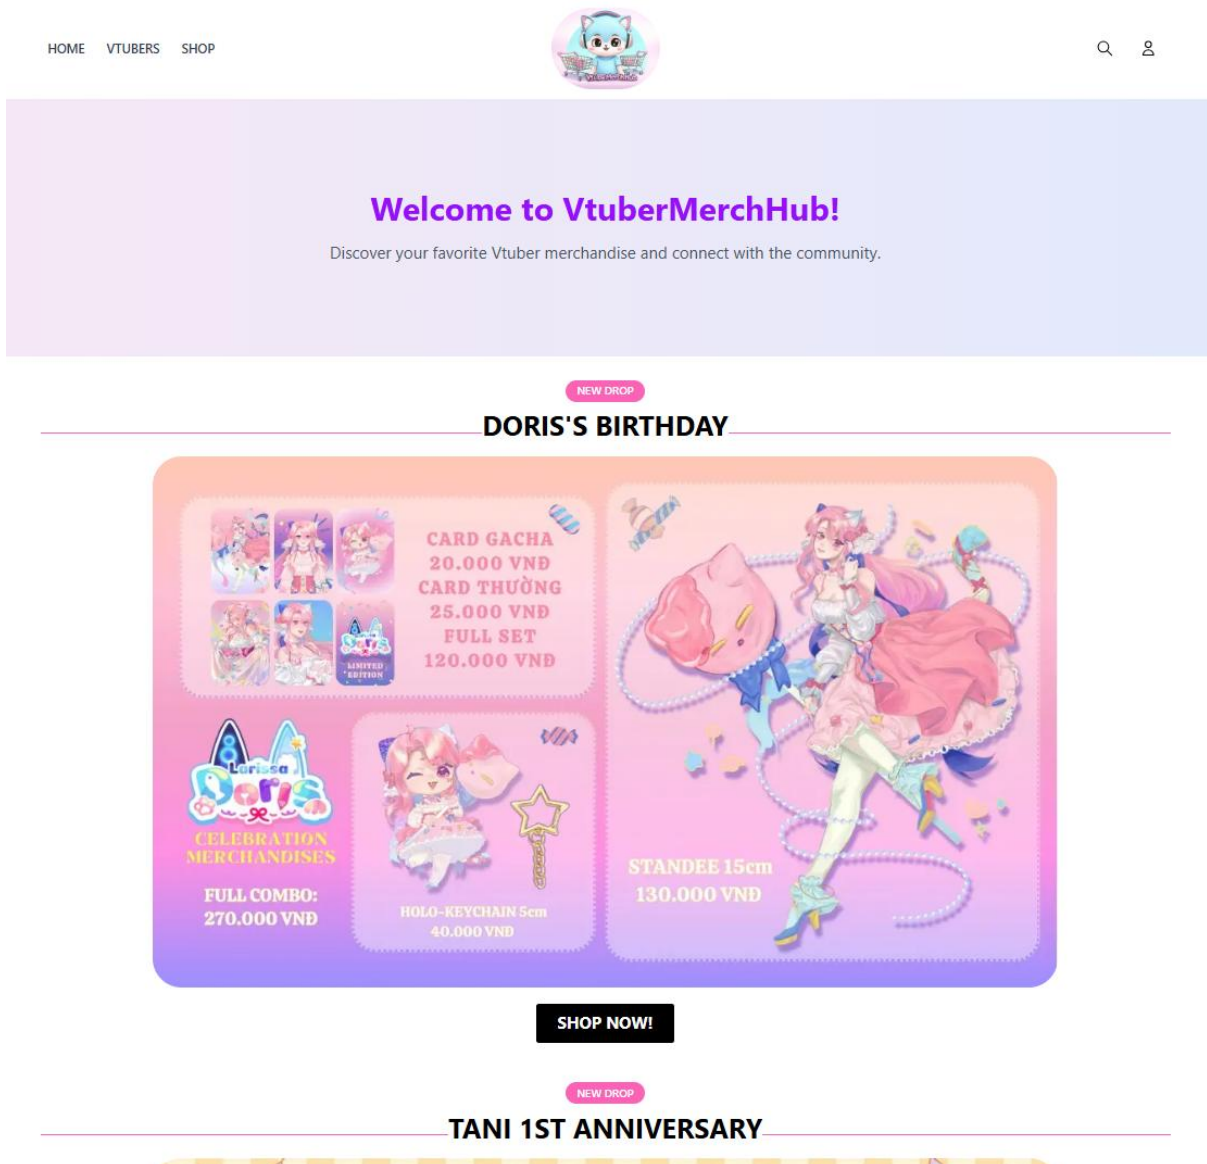 HOME VTUBERS SHOP
Welcome to VtuberMerchHub!
Discover your favorite Vtuber merchandise and connect with the community.
NEW DROP
DORIS'S BIRTHDAY
CARD GACHA
20.000 VNĐ
CARD THƯỜNG
25.000 VNĐ
FULL SET
120.000 VNĐ
Doris
LIMITED
EDITION
Larissa
Doris
CELEBRATION
MERCHANDISES
FULL COMBO:
270.000 VNĐ
HOLO-KEYCHAIN 5cm
40.000 VNĐ
STANDEE 15cm
130.000 VNĐ
SHOP NOW!
NEW DROP
TANI 1ST ANNIVERSARY